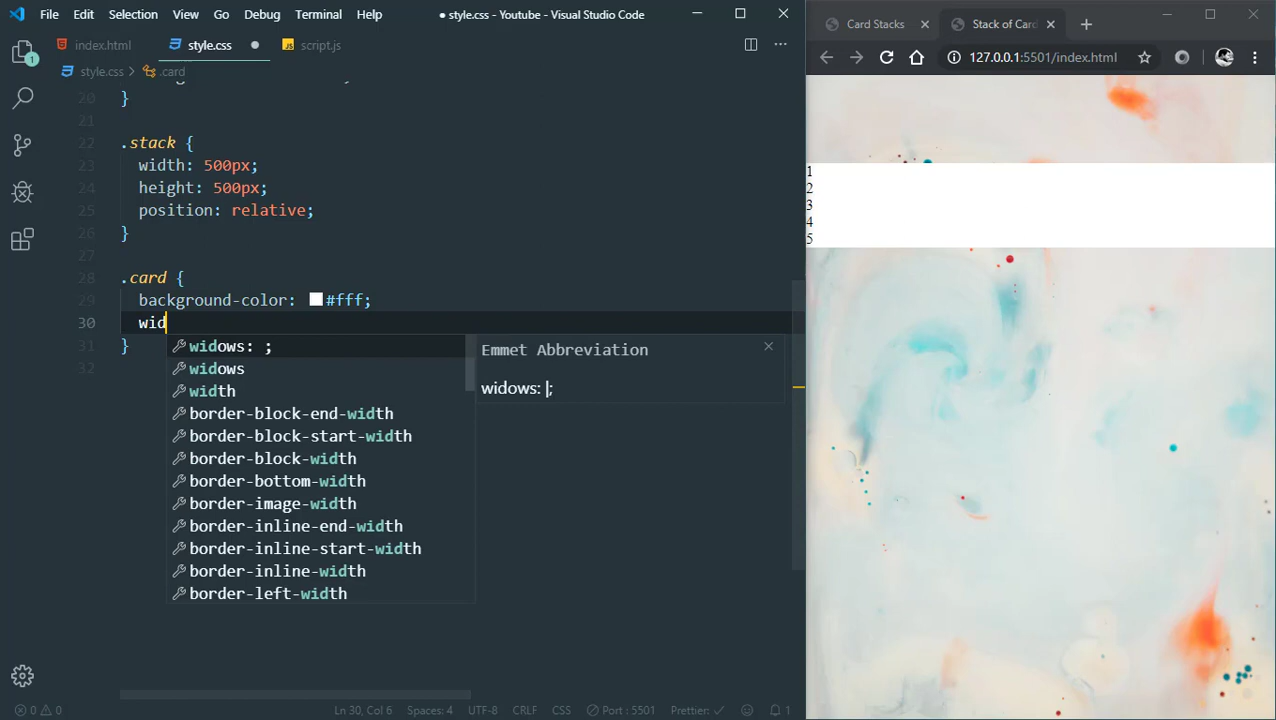 File Edit Selection View Go Debug Terminal Help ● style.css - Youtube - Visual Studio Code
index.html style.css ● script.js
style.css > .card
20 }
21
22 .stack {
23 width: 500px;
24 height: 500px;
25 position: relative;
26 }
27
28 .card {
29 background-color: #fff;
30 wid
31 }
32
widows: ;
widows
width
border-block-end-width
border-block-start-width
border-block-width
border-bottom-width
border-image-width
border-inline-end-width
border-inline-start-width
border-inline-width
border-left-width
Emmet Abbreviation
widows: |;
1
0 0 Ln 30, Col 6 Spaces: 4 UTF-8 CRLF CSS Port : 5501 Prettier: ✓ 1
Card Stacks Stack of Card
127.0.0.1:5501/index.html
1
2
3
4
5